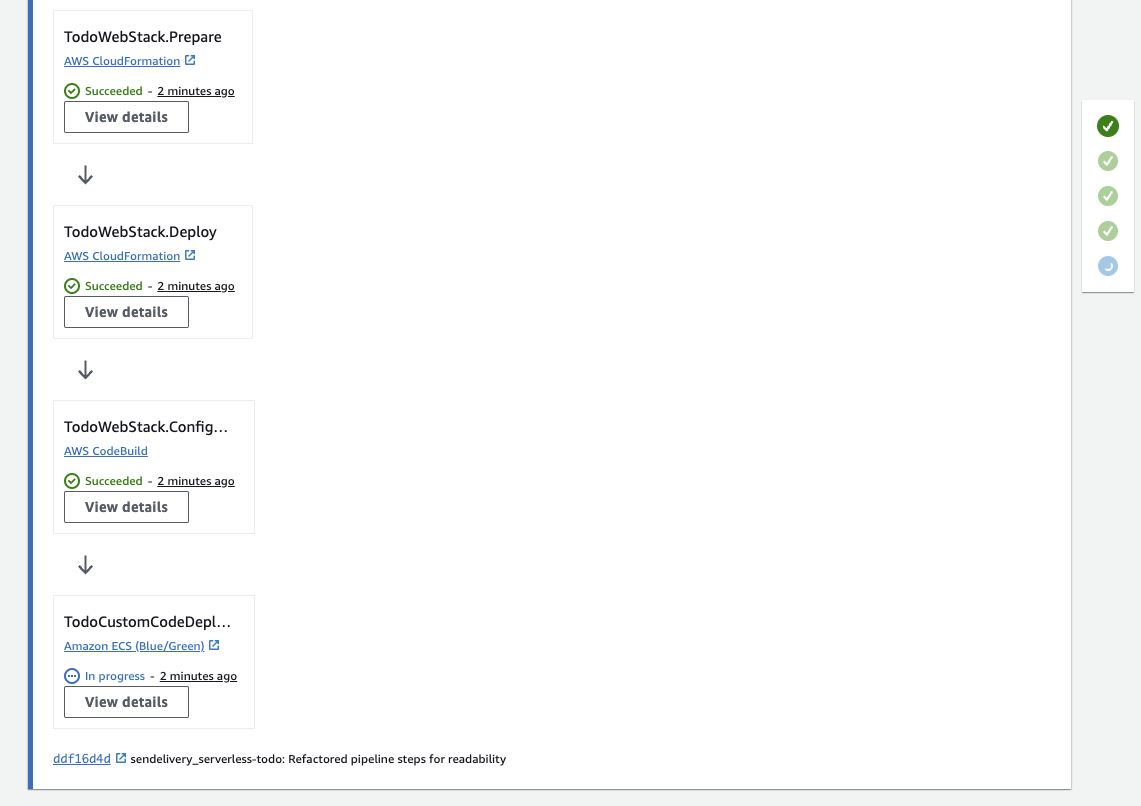 TodoWebStack.Prepare
AWS CloudFormation
Succeeded - 2 minutes ago
View details
TodoWebStack.Deploy
AWS CloudFormation
Succeeded - 2 minutes ago
View details
TodoWebStack.Config...
AWS CodeBuild
Succeeded - 2 minutes ago
View details
TodoCustomCodeDepl...
Amazon ECS (Blue/Green)
In progress - 2 minutes ago
View details
ddf16d4d sendelivery_serverless-todo: Refactored pipeline steps for readability